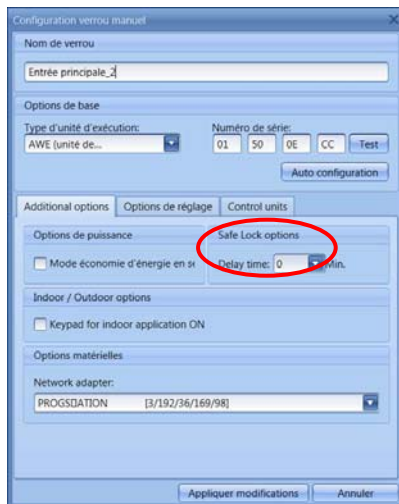 Configuration verrou manuel
Nom de verrou
Entrée principale_2
Options de base
Type d'unité d'exécution: Numéro de série:
AWE (unité de... 01 50 0E CC Test
Auto configuration
Additional options Options de réglage Control units
Options de puissance Safe Lock options
Mode économie d'énergie en se Delay time: 0 Min.
Indoor / Outdoor options
Keypad for indoor application ON
Options matérielles
Network adapter:
[3/192/36/169/98]
Appliquer modifications Annuler